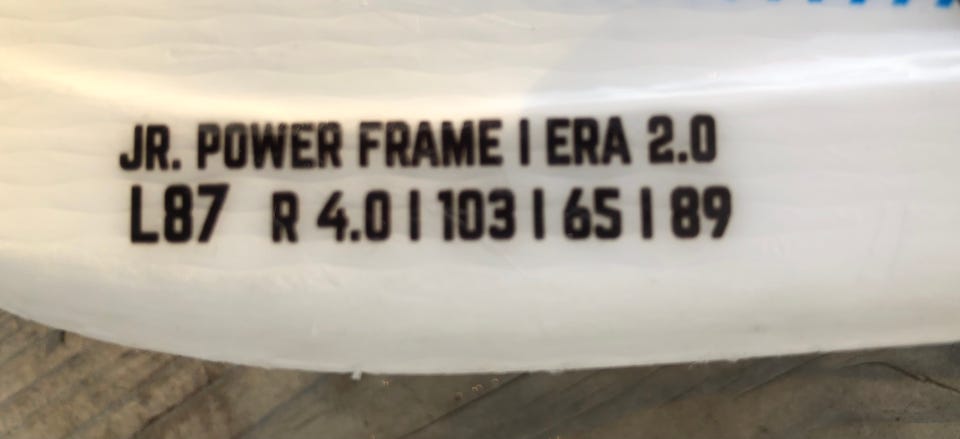 JR. POWER FRAME | ERA 2.0
L87 R 4.0 | 103 | 65 | 89